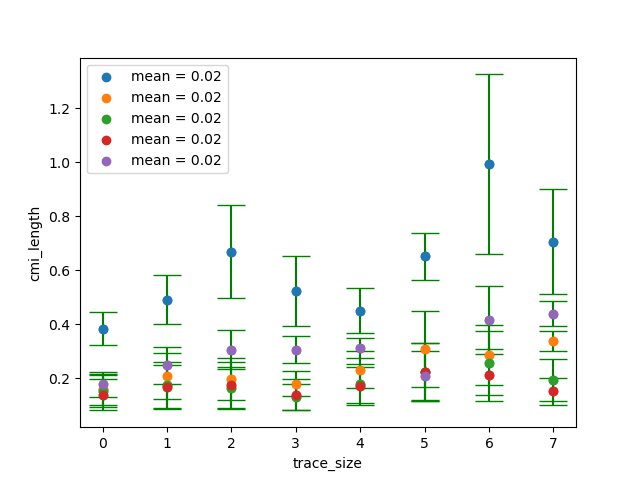 mean = 0.02
mean = 0.02
mean = 0.02
mean = 0.02
mean = 0.02
1.2
1.0
0.8
0.6
0.4
0.2
cmi_length
0 1 2 3 4 5 6 7
trace_size